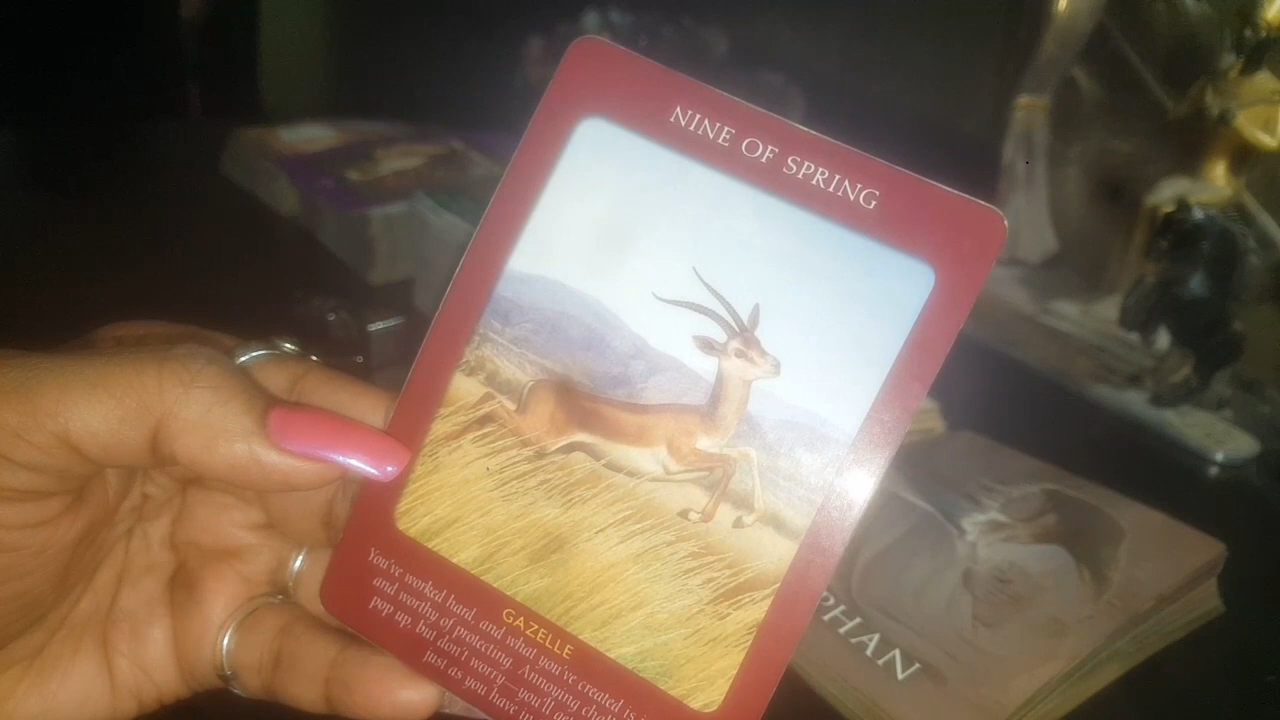 NINE OF SPRING
GAZELLE
You've worked hard, and what you've created is
and worthy of protecting. Annoying
pop up, but don't worry—you'll
just as you have in
PHAN